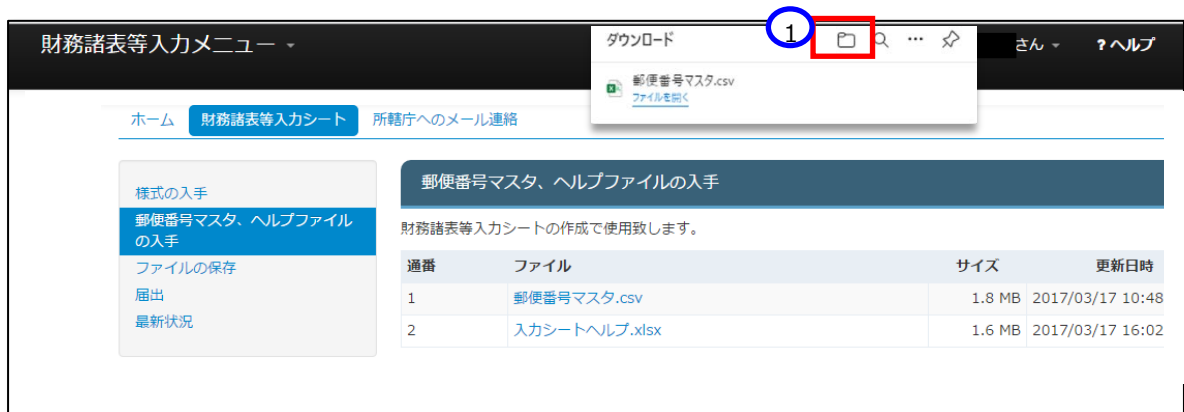 財務諸表等入力メニュー
ダウンロード
1
…
さん
?ヘルプ
郵便番号マスタ.csv
ファイルを開く
ホーム
財務諸表等入力シート
所轄庁へのメール連絡
様式の入手
郵便番号マスタ、ヘルプファイル
の入手
ファイルの保存
届出
最新状況
郵便番号マスタ、ヘルプファイルの入手
財務諸表等入力シートの作成で使用致します。
通番 ファイル サイズ 更新日時
1 郵便番号マスタ.csv 1.8 MB 2017/03/17 10:48
2 入力シートヘルプ.xlsx 1.6 MB 2017/03/17 16:02